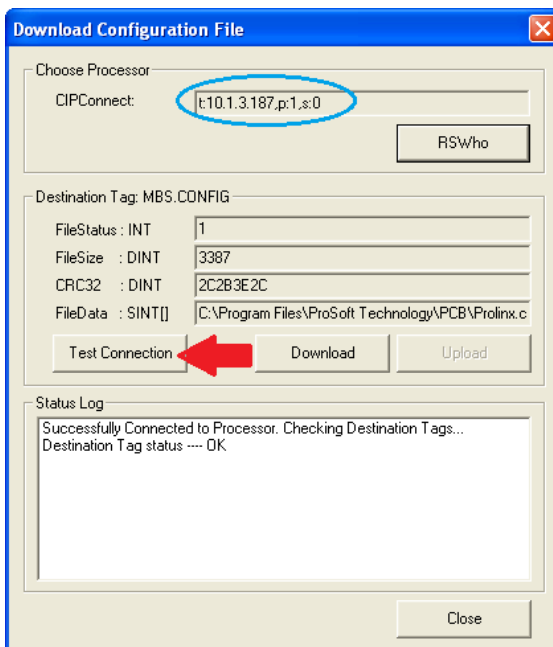 Download Configuration File
Choose Processor
CIPConnect: t:10.1.3.187,p:1,s:0
RSWho
Destination Tag: MBS.CONFIG
FileStatus : INT 1
FileSize : DINT 3387
CRC32 : DINT 2C2B3E2C
FileData : SINT[] C:\Program Files\ProSoft Technology\PCB\Prolinx.c
Test Connection Download Upload
Status Log
Successfully Connected to Processor. Checking Destination Tags...
Destination Tag status ---- OK
Close